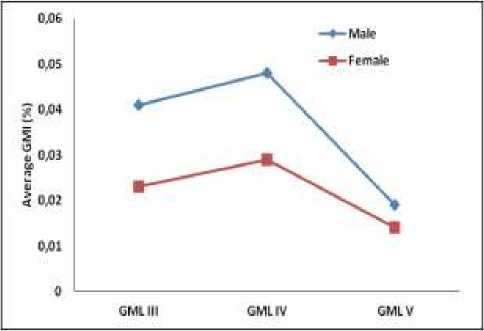 0,06
0,05
0,04
0,03
0,02
0,01
0
Average GMI (%)
Male
Female
GML III
GML IV
GML V